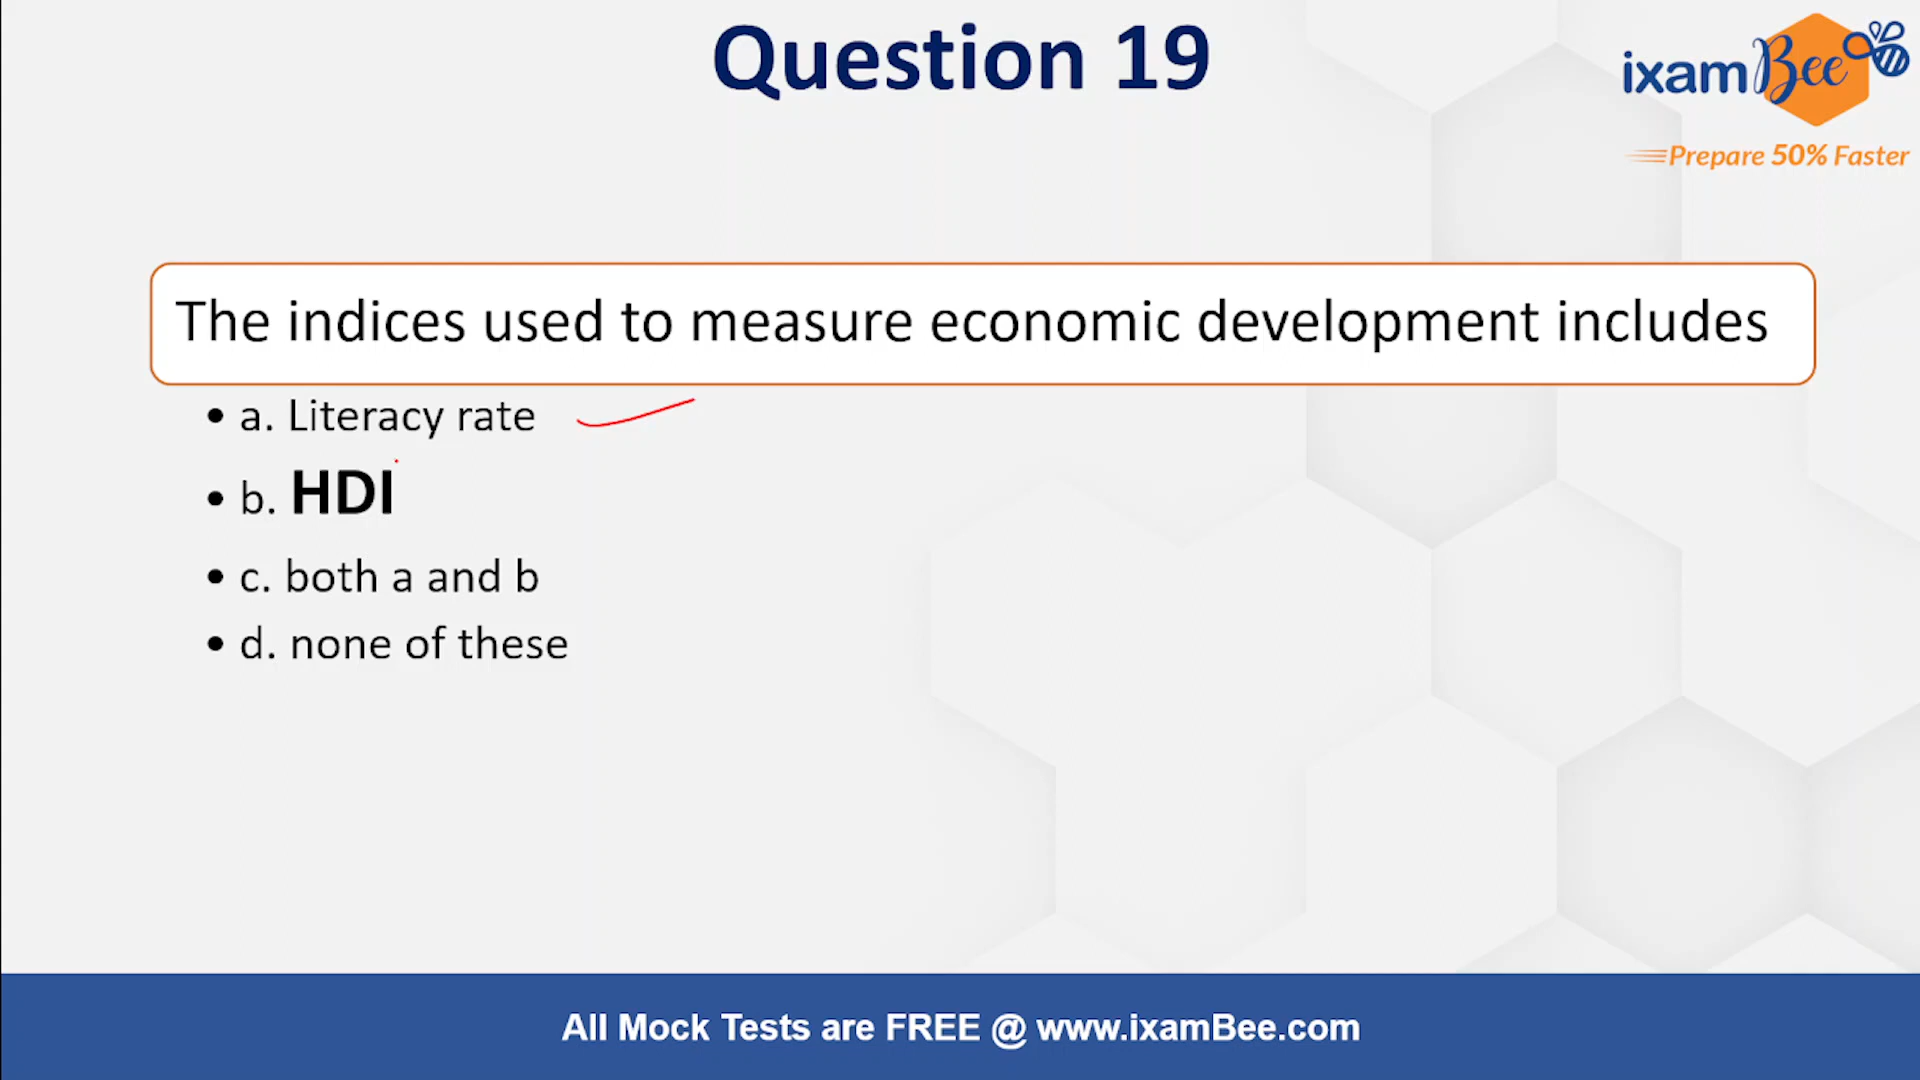 Question 19
ixamBee
Prepare 50% Faster
The indices used to measure economic development includes
• a. Literacy rate
• b. HDI
• c. both a and b
• d. none of these
All Mock Tests are FREE @ www.ixamBee.com